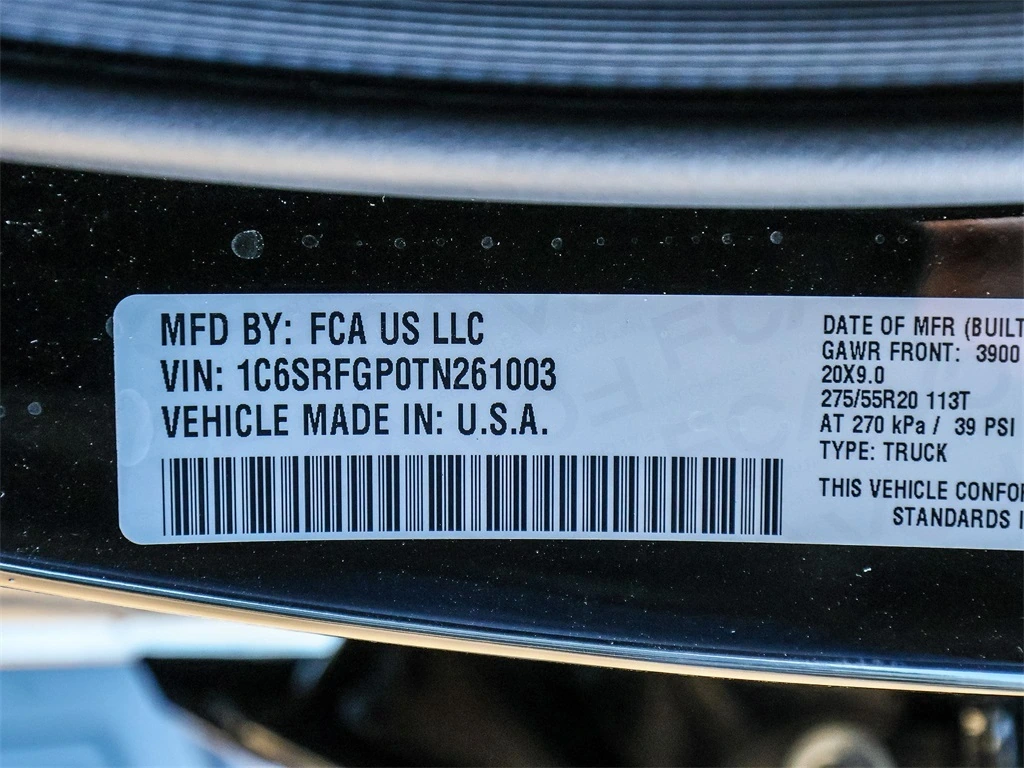 MFD BY: FCA US LLC
VIN: 1C6SRFGP0TN261003
VEHICLE MADE IN: U.S.A.
DATE OF MFR (BUILT
GAWR FRONT: 3900
20X9.0
275/55R20 113T
AT 270 kPa / 39 PSI
TYPE: TRUCK
THIS VEHICLE
STANDARDS